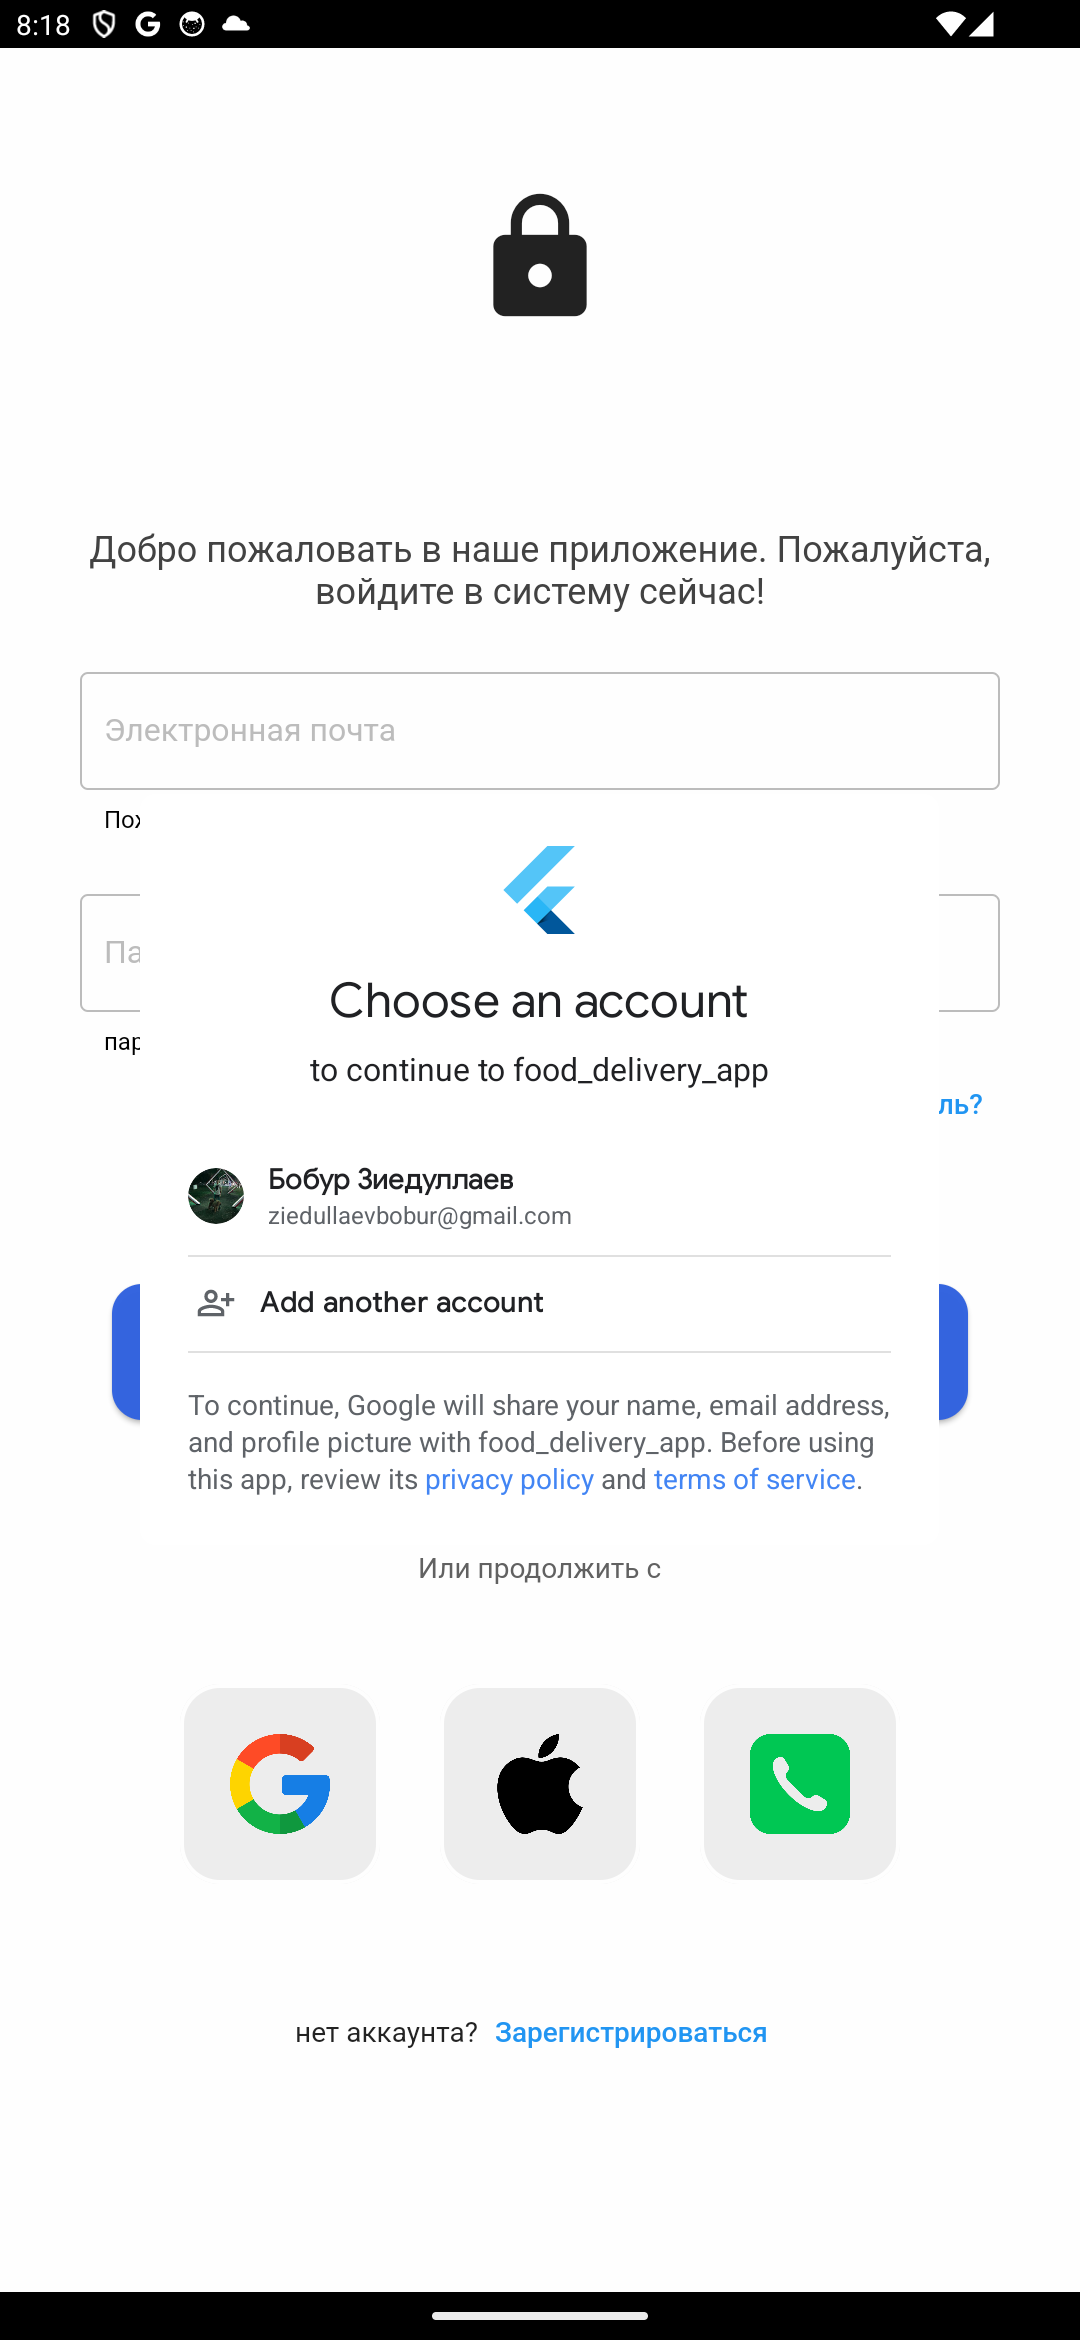 8:18
Добро пожаловать в наше приложение. Пожалуйста,
войдите в систему сейчас!
Электронная почта
Choose an account
to continue to food_delivery_app
ль?
Бобур Зиедуллаев
ziedullaevbobur@gmail.com
Add another account
To continue, Google will share your name, email address,
and profile picture with food_delivery_app. Before using
this app, review its privacy policy and terms of service.
Или продолжить с
нет аккаунта? Зарегистрироваться